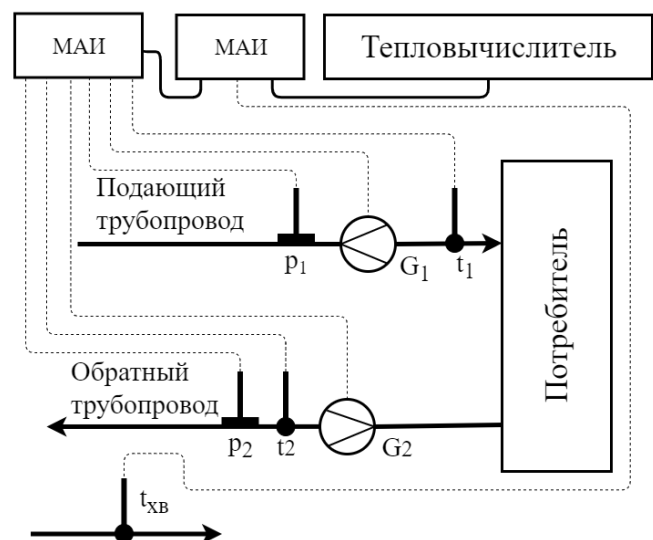 МАИ
МАИ
Тепловычислитель
Подающий
трубопровод
p₁
G₁
t₁
Потребитель
Обратный
трубопровод
p₂
t2
G2
tхв